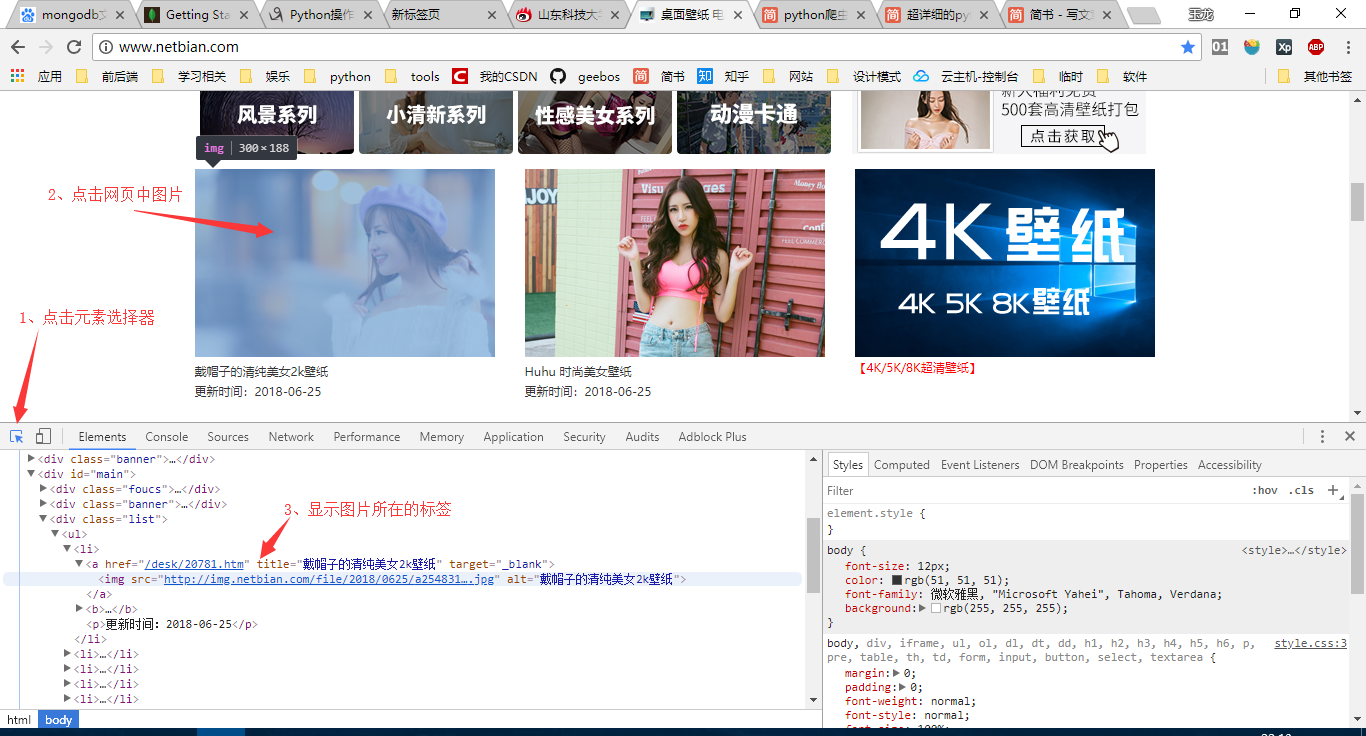 mongodb文
Getting Sta
Python操作
新标签页
山东科技大学
桌面壁纸 电
python爬虫
超详细的py
简书 - 写文章
玉龙
www.netbian.com
01
Xp
ABP
应用 前后端 学习相关 娱乐 python tools 我的CSDN geebos 简书 知乎 网站 设计模式 云主机-控制台 临时 软件 其他书签
风景系列
小清新系列
性感美女系列
动漫卡通
500套高清壁纸打包
点击获取
img 300×188
2、点击网页中图片
1、点击元素选择器
JOY
4K 壁纸
4K 5K 8K壁纸
戴帽子的清纯美女2k壁纸
更新时间：2018-06-25
Huhu 时尚美女壁纸
更新时间：2018-06-25
【4K/5K/8K超清壁纸】
Elements Console Sources Network Performance Memory Application Security Audits Adblock Plus
<div class="banner">…</div>
<div id="main">
<div class="foucs">…</div>
<div class="banner">…</div>
<div class="list">
3、显示图片所在的标签
<ul>
<li>
<a href="/desk/20781.htm" title="戴帽子的清纯美女2k壁纸" target="_blank">
<img src="http://img.netbian.com/file/2018/0625/a254831….jpg" alt="戴帽子的清纯美女2k壁纸">
</a>
<b>…</b>
<p>更新时间：2018-06-25</p>
</li>
<li>…</li>
<li>…</li>
<li>…</li>
<li>…</li>
html body
Styles Computed Event Listeners DOM Breakpoints Properties Accessibility
Filter :hov .cls +
element.style {
}
body { <style>…</style>
font-size: 12px;
color: rgb(51, 51, 51);
font-family: 微软雅黑, "Microsoft Yahei", Tahoma, Verdana;
background: rgb(255, 255, 255);
}
body, div, iframe, ul, ol, dl, dt, dd, h1, h2, h3, h4, h5, h6, p, style.css:3
pre, table, th, td, form, input, button, select, textarea {
margin: 0;
padding: 0;
font-weight: normal;
font-style: normal;